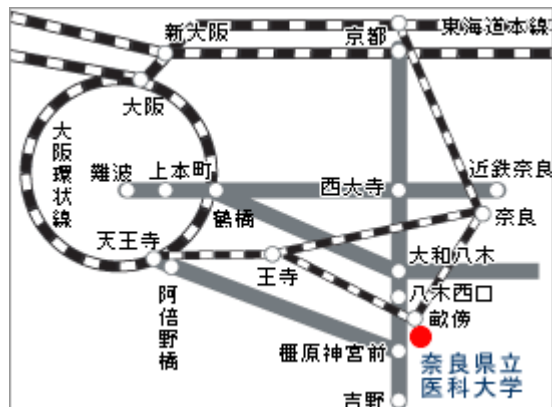 新大阪
京都
東海道本線
大阪
大阪環状線
難波
上本町
鶴橋
西大寺
近鉄奈良
奈良
天王寺
王寺
大和八木
阿倍野橋
八木西口
畝傍
橿原神宮前
奈良県立
医科大学
吉野